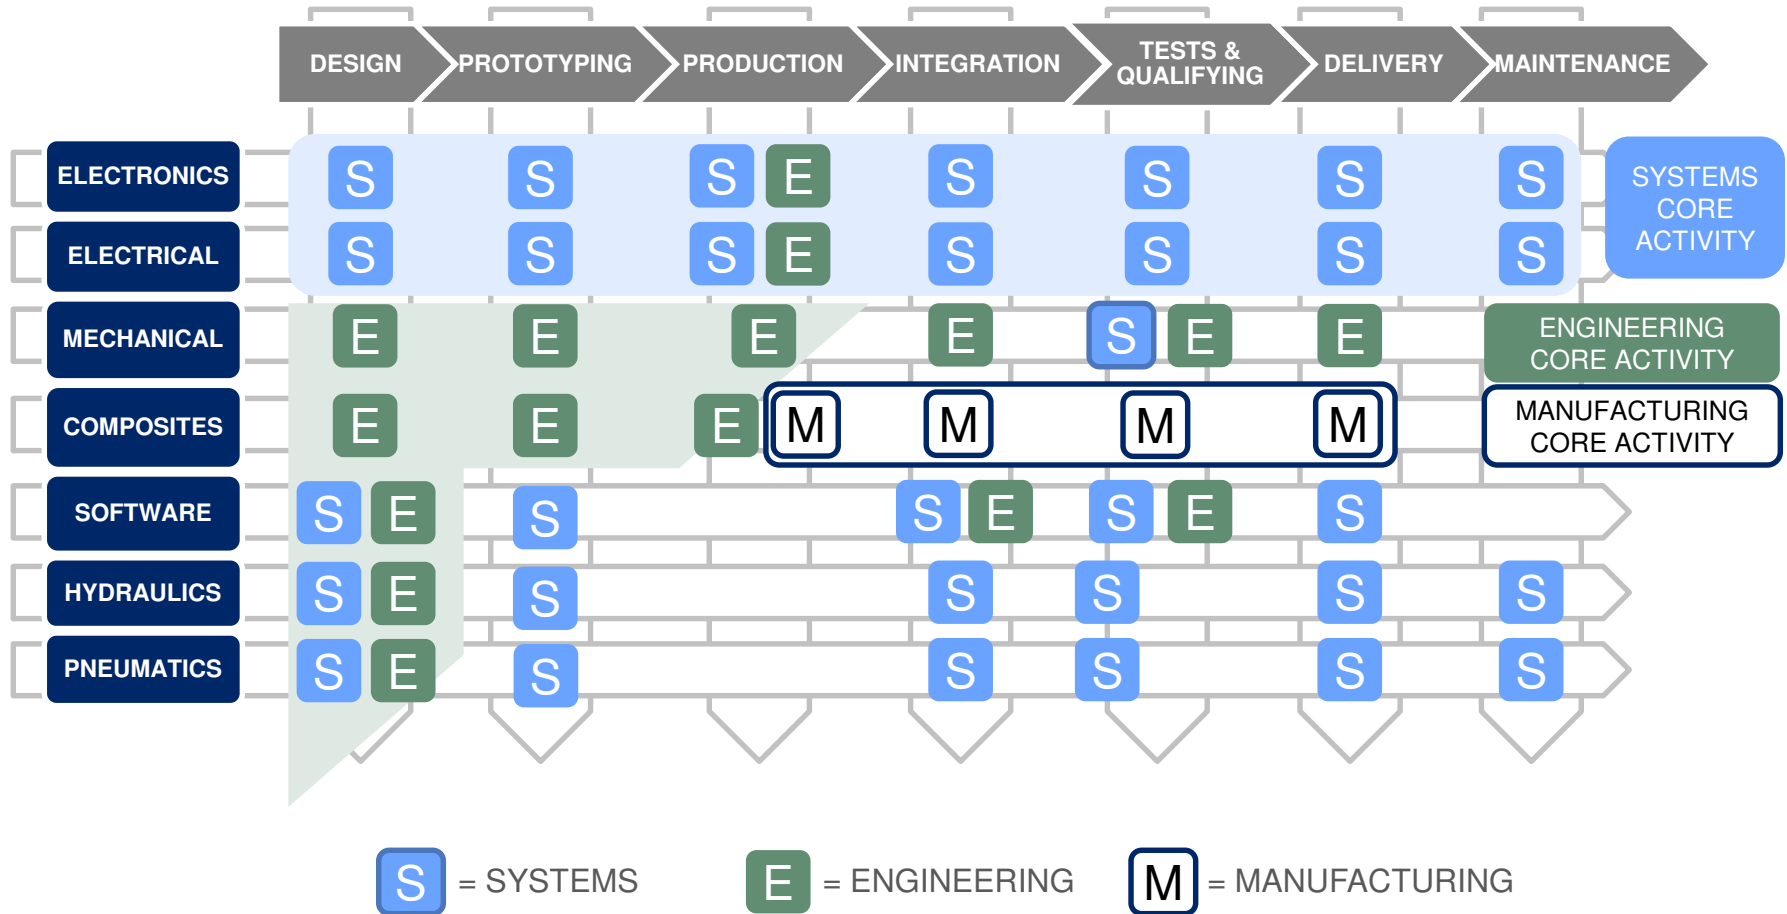 DESIGN PROTOTYPING PRODUCTION INTEGRATION TESTS & QUALIFYING DELIVERY MAINTENANCE
ELECTRONICS S S S E S S S S
ELECTRICAL S S S E S S S S
SYSTEMS
CORE
ACTIVITY
MECHANICAL E E E E S E E
ENGINEERING
CORE ACTIVITY
COMPOSITES E E E M M M M
MANUFACTURING
CORE ACTIVITY
SOFTWARE S E S S E S E S
HYDRAULICS S E S S S S S
PNEUMATICS S E S S S S S
S = SYSTEMS E = ENGINEERING M = MANUFACTURING